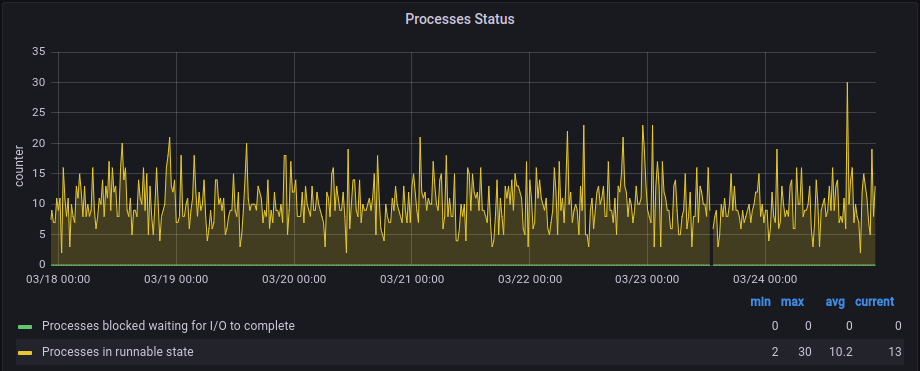 Processes Status
35
30
25
20
15
10
5
0
counter
03/18 00:00 03/19 00:00 03/20 00:00 03/21 00:00 03/22 00:00 03/23 00:00 03/24 00:00
min max avg current
Processes blocked waiting for I/O to complete 0 0 0 0
Processes in runnable state 2 30 10.2 13